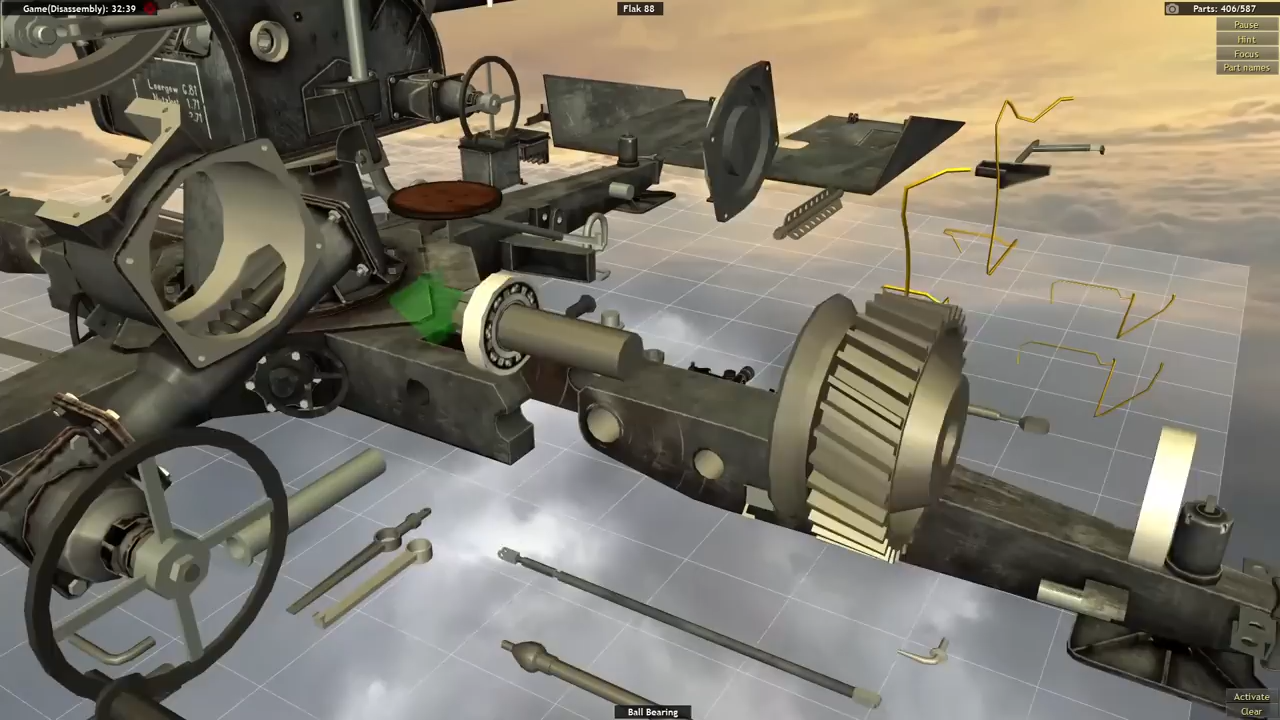 Game(Disassembly): 32:39
Flak 88
Parts: 406/587
Pause
Hint
Focus
Part names
Ball Bearing
Activate
Clear